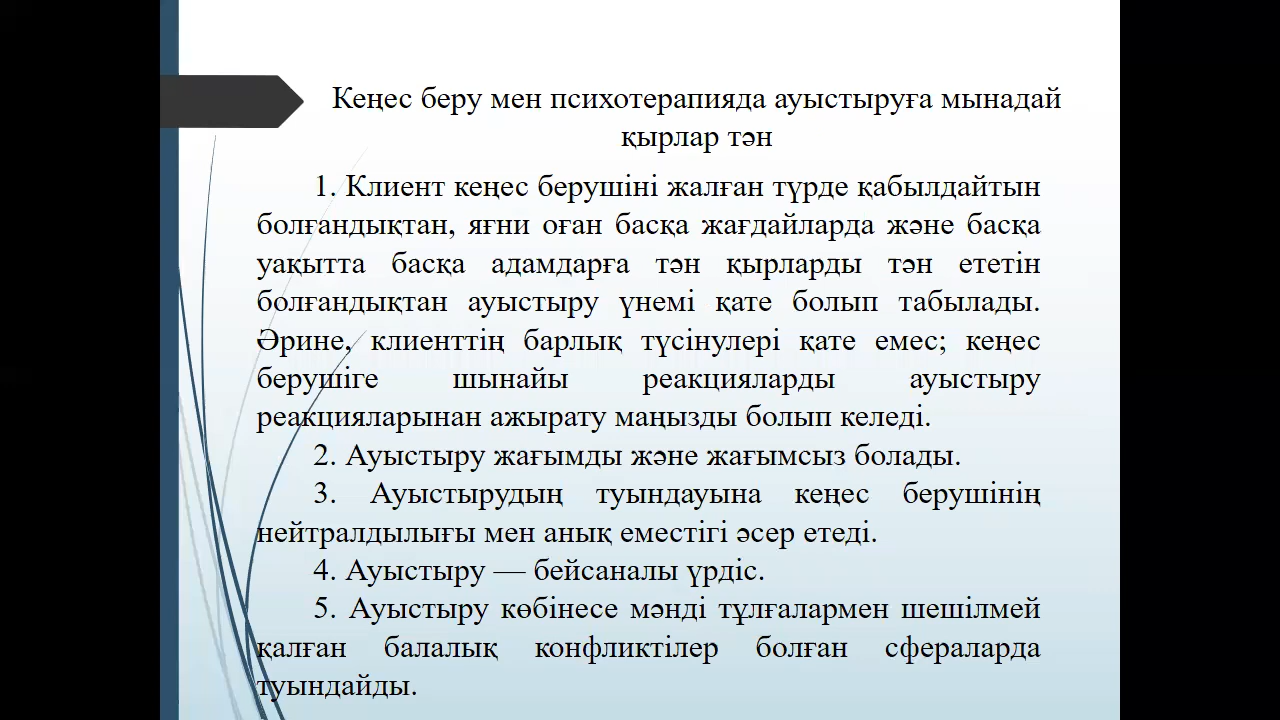 Кеңес беру мен психотерапияда ауыстыруға мынадай
қырлар тән
1. Клиент кеңес берушіні жалған түрде қабылдайтын
болғандықтан, яғни оған басқа жағдайларда және басқа
уақытта басқа адамдарға тән қырларды тән ететін
болғандықтан ауыстыру үнемі қате болып табылады.
Әрине, клиенттің барлық түсінулері қате емес; кеңес
берушіге шынайы реакцияларды ауыстыру
реакцияларынан ажырату маңызды болып келеді.
2. Ауыстыру жағымды және жағымсыз болады.
3. Ауыстырудың туындауына кеңес берушінің
нейтралдылығы мен анық еместігі әсер етеді.
4. Ауыстыру — бейсаналы үрдіс.
5. Ауыстыру көбінесе мәнді тұлғалармен шешілмей
қалған балалық конфликтілер болған сфераларда
туындайды.